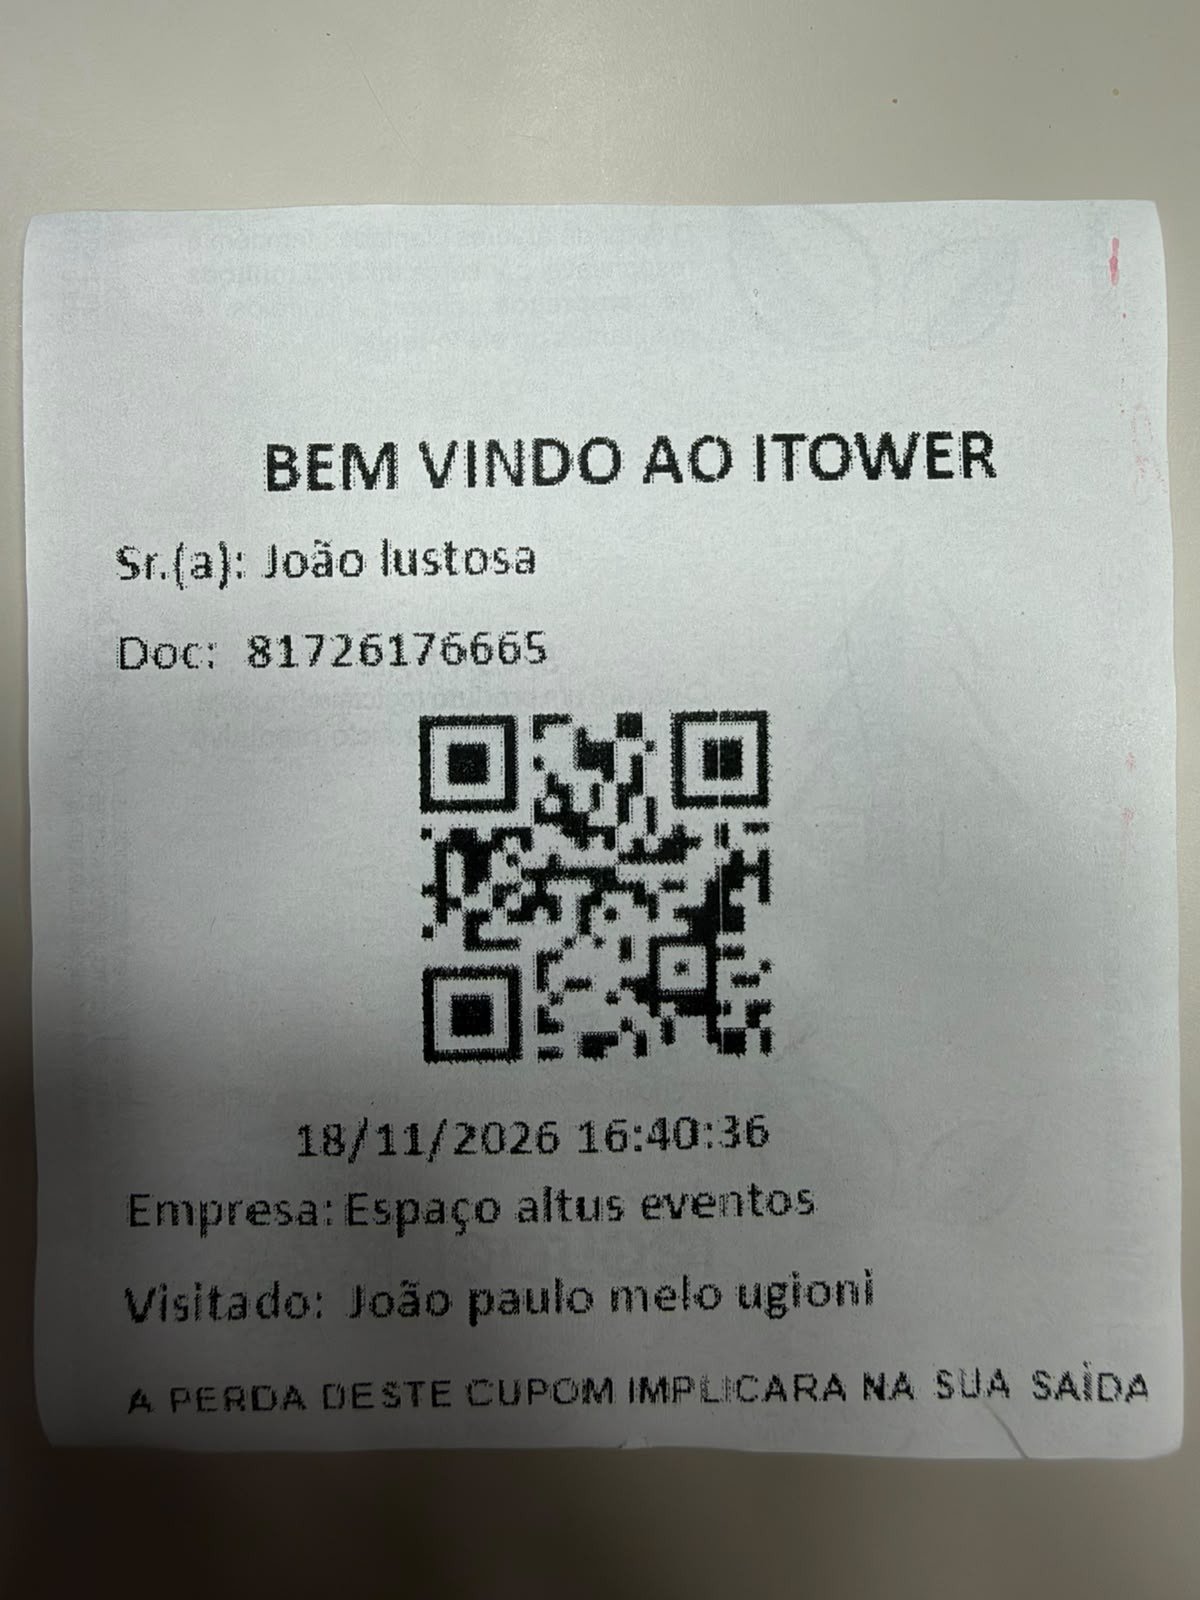 BEM VINDO AO ITOWER
Sr.(a): João lustosa
Doc: 81726176665
18/11/2026 16:40:36
Empresa: Espaço altus eventos
Visitado: João paulo melo ugioni
A PERDA DESTE CUPOM IMPLICARA NA SUA SAÍDA